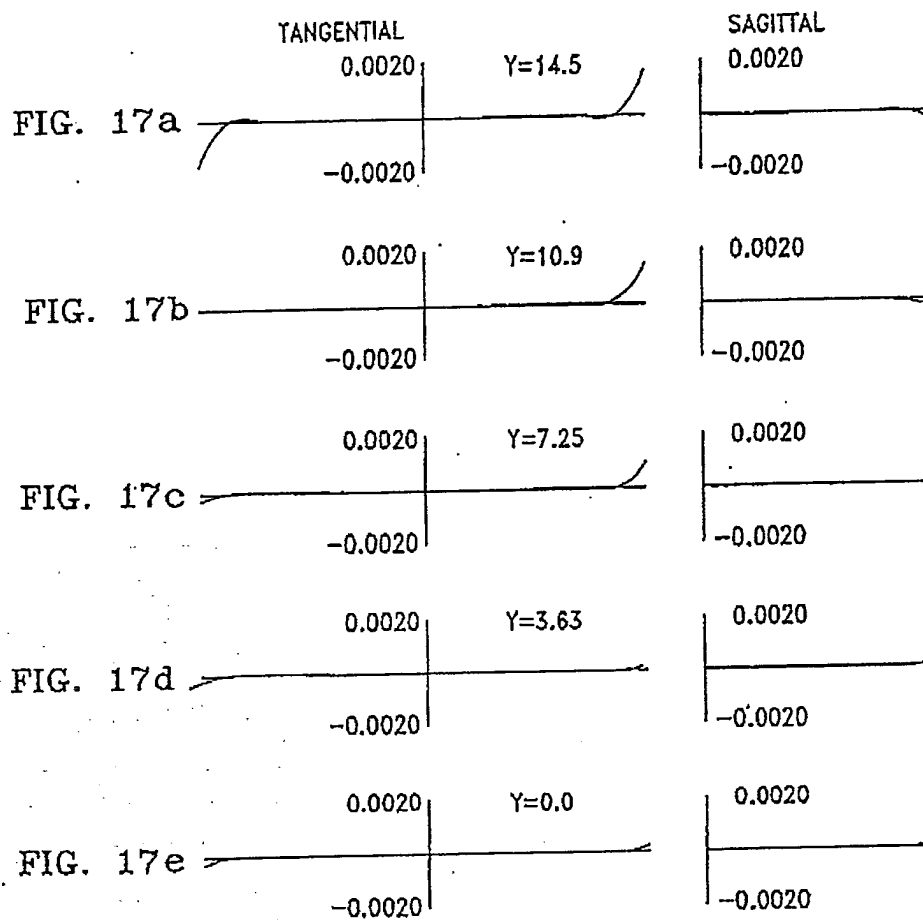 TANGENTIAL SAGITTAL
0.0020 Y=14.5 0.0020
FIG. 17a
-0.0020 -0.0020
0.0020 Y=10.9 0.0020
FIG. 17b
-0.0020 -0.0020
0.0020 Y=7.25 0.0020
FIG. 17c
-0.0020 -0.0020
0.0020 Y=3.63 0.0020
FIG. 17d
-0.0020 -0.0020
0.0020 Y=0.0 0.0020
FIG. 17e
-0.0020 -0.0020